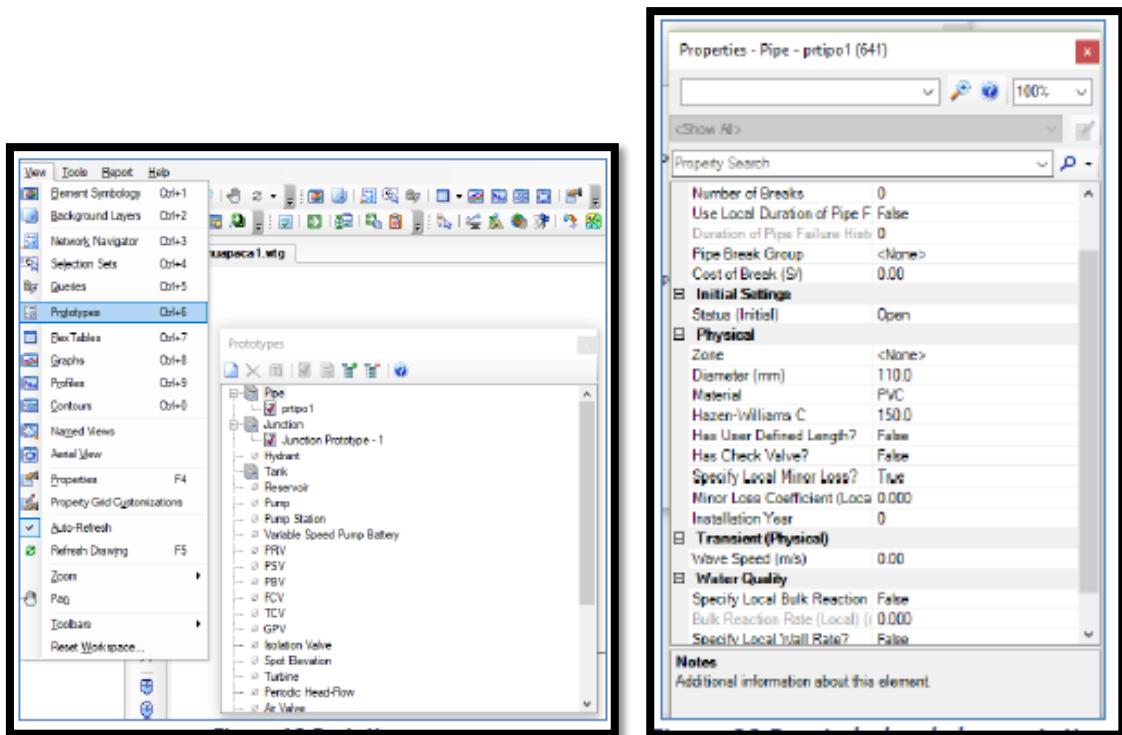 View Tools Report Help
Element Symbology Ctrl+1
Background Layers Ctrl+2
Network Navigator Ctrl+3
Selection Sets Ctrl+4
Queries Ctrl+5
Prototypes Ctrl+6
FlexTables Ctrl+7
Graphs Ctrl+8
Profiles Ctrl+9
Contours Ctrl+0
Named Views
Aerial View
Properties F4
Property Grid Customizations
Auto-Refresh
Refresh Drawing F5
Zoom
Pan
Toolbars
Reset Workspace...
huapaca1.wtg
Prototypes
Pipe
prtipo1
Junction
Junction Prototype - 1
Hydrant
Tank
Reservoir
Pump
Pump Station
Variable Speed Pump Battery
PRV
PSV
PBV
FCV
TCV
GPV
Isolation Valve
Spot Elevation
Turbine
Periodic Head-Flow
Air Valve
Properties - Pipe - prtipo1 (641)
100%
<Show All>
Property Search
Number of Breaks 0
Use Local Duration of Pipe F False
Duration of Pipe Failure Hist 0
Pipe Break Group <None>
Cost of Break (S/) 0.00
Initial Settings
Status (Initial) Open
Physical
Zone <None>
Diameter (mm) 110.0
Material PVC
Hazen-Williams C 150.0
Has User Defined Length? False
Has Check Valve? False
Specify Local Minor Loss? True
Minor Loss Coefficient (Loca 0.000
Installation Year 0
Transient (Physical)
Wave Speed (m/s) 0.00
Water Quality
Specify Local Bulk Reaction False
Bulk Reaction Rate (Local) ( 0.000
Specify Local Wall Rate? False
Notes
Additional information about this element.